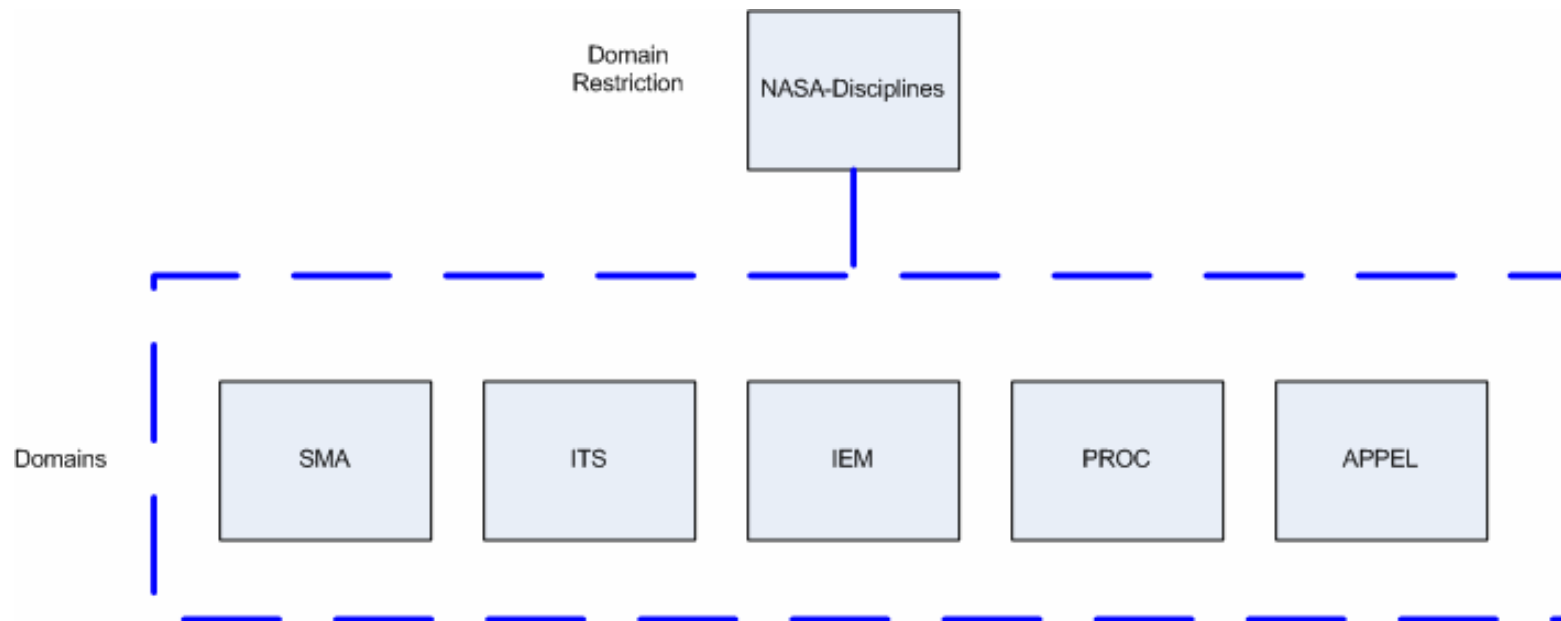 Domain
Restriction
NASA-Disciplines
Domains
SMA
ITS
IEM
PROC
APPEL